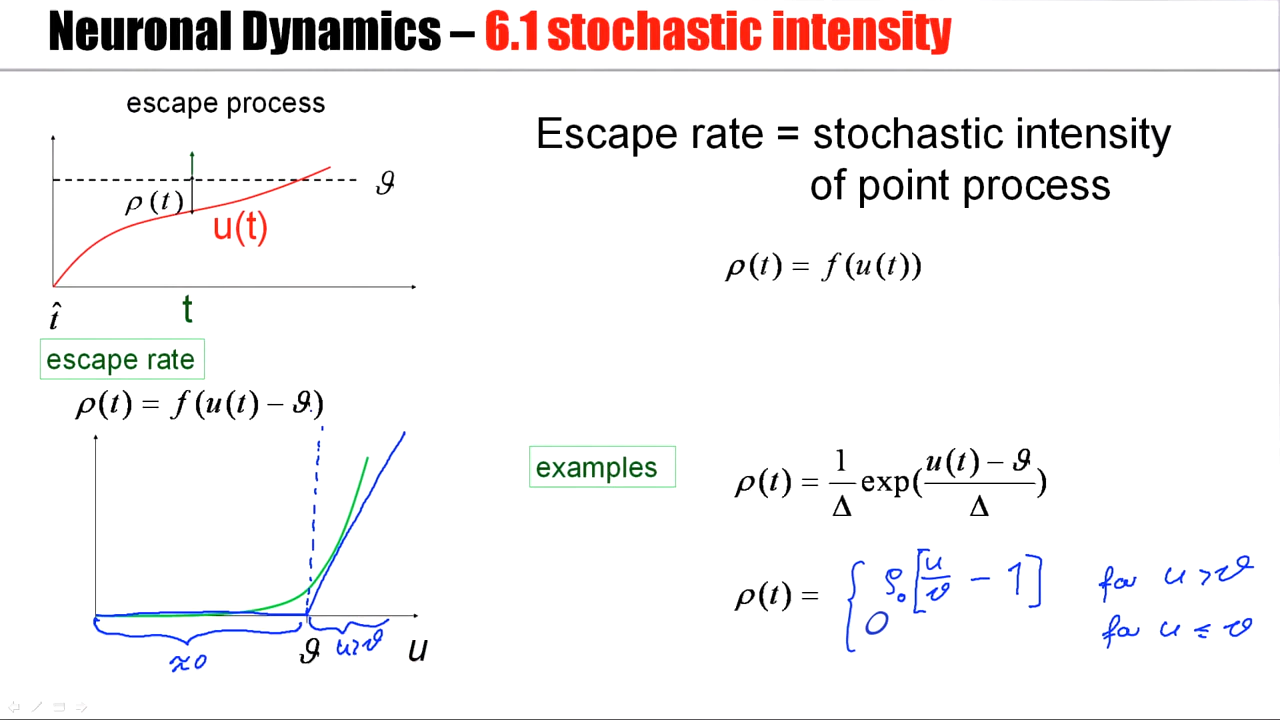 Neuronal Dynamics – 6.1 stochastic intensity
escape process
ϑ
ρ(t)
u(t)
t̂
t
escape rate
ρ(t) = f(u(t) − ϑ)
≈0
ϑ
u>ϑ
u
Escape rate = stochastic intensity
of point process
ρ(t) = f(u(t))
examples
ρ(t) = 1/Δ exp((u(t) − ϑ)/Δ)
ρ(t) = { ρ₀ [u/ϑ − 1] for u > ϑ
0 for u ≤ ϑ